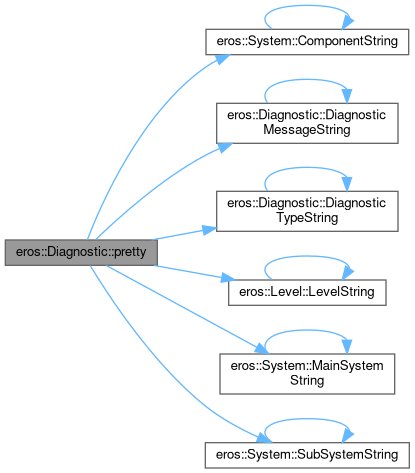 eros::System::ComponentString
eros::Diagnostic::Diagnostic
MessageString
eros::Diagnostic::Diagnostic
TypeString
eros::Diagnostic::pretty
eros::Level::LevelString
eros::System::MainSystem
String
eros::System::SubSystemString